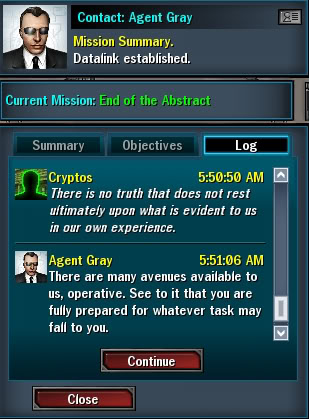 Contact: Agent Gray
Mission Summary.
Datalink established.
Current Mission: End of the Abstract
Summary
Objectives
Log
Cryptos 5:50:50 AM
There is no truth that does not rest
ultimately upon what is evident to us
in our own experience.
Agent Gray 5:51:06 AM
There are many avenues available to
us, operative. See to it that you are
fully prepared for whatever task may
fall to you.
Continue
Close